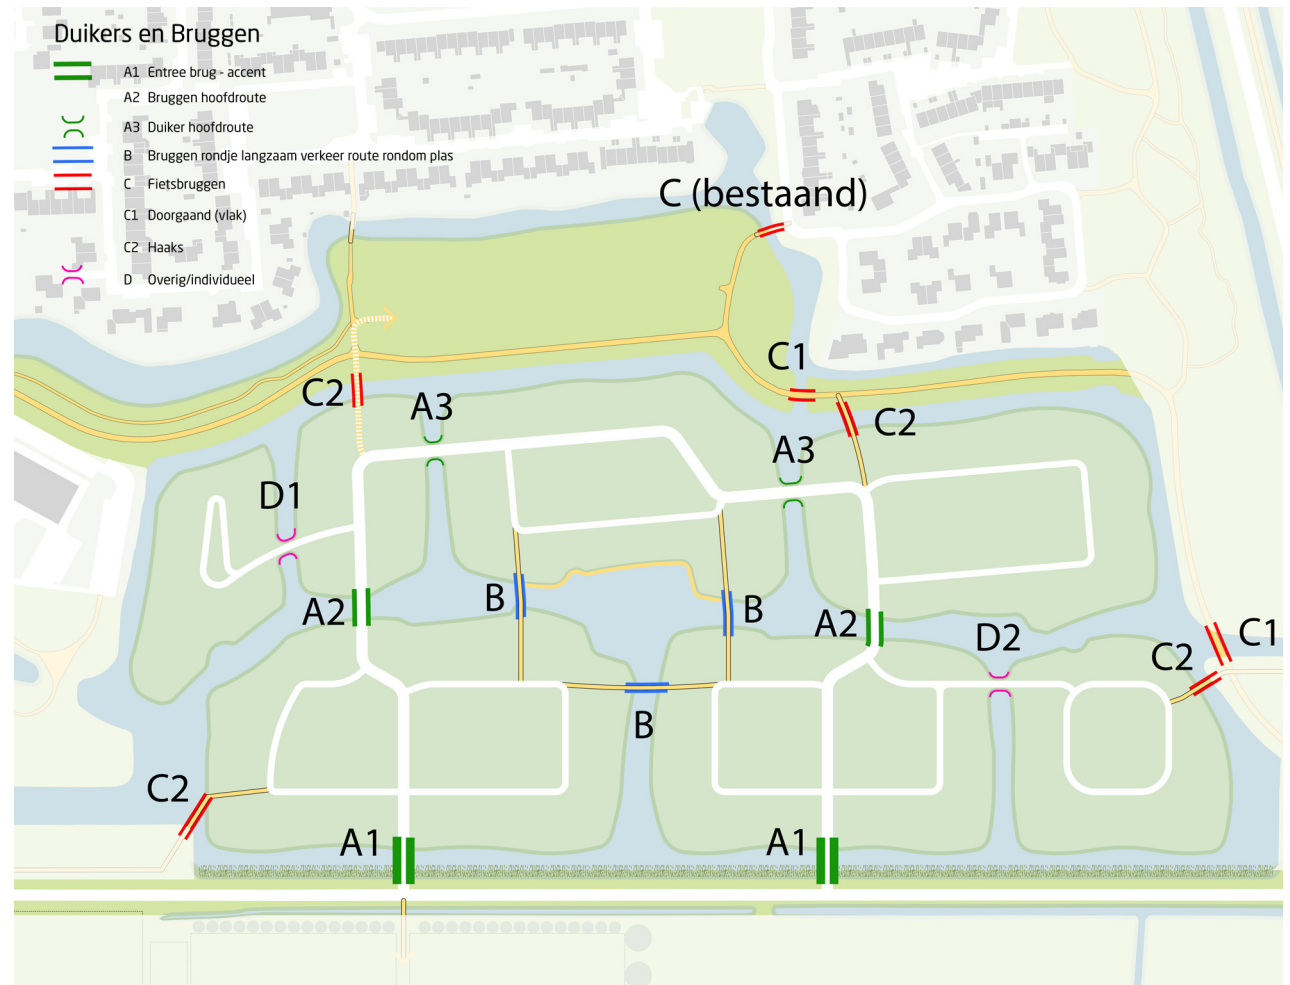 Duikers en Bruggen
A1 Entree brug - accent
A2 Bruggen hoofdroute
A3 Duiker hoofdroute
B Bruggen rondje langzaam verkeer route rondom plas
C Fietsbruggen
C1 Doorgaand (vlak)
C2 Haaks
D Overig/individueel
C (bestaand)
C1
C2
A3
C2
A3
D1
A2
B
B
A2
D2
C2
C1
B
C2
A1
A1